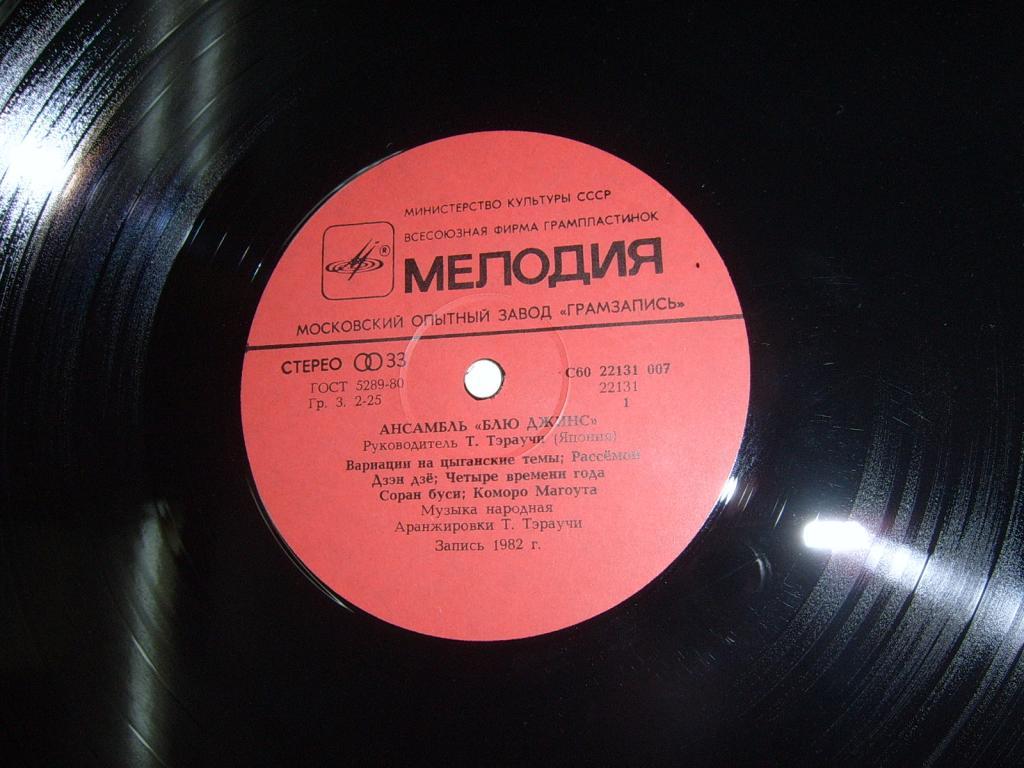 МИНИСТЕРСТВО КУЛЬТУРЫ СССР
ВСЕСОЮЗНАЯ ФИРМА ГРАМПЛАСТИНОК
®
МЕЛОДИЯ
МОСКОВСКИЙ ОПЫТНЫЙ ЗАВОД «ГРАМЗАПИСЬ»
СТЕРЕО 33
ГОСТ 5289-80
Гр. 3. 2-25
С60 22131 007
22131
1
АНСАМБЛЬ «БЛЮ ДЖИНС»
Руководитель Т. Тэраучи (Япония)
Вариации на цыганские темы; Рассёмон
Дзэн дзё; Четыре времени года
Соран буси; Коморо Магоута
Музыка народная
Аранжировки Т. Тэраучи
Запись 1982 г.